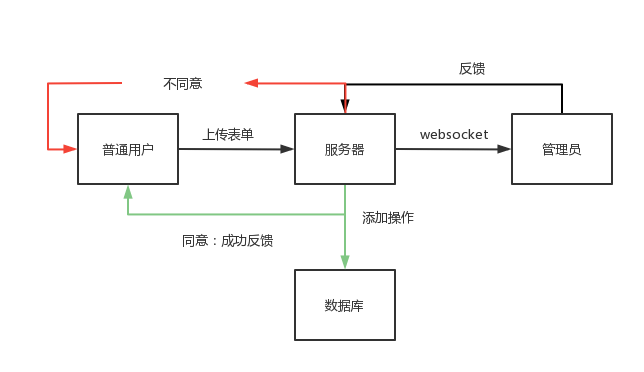 反馈
不同意
上传表单
websocket
普通用户
服务器
管理员
添加操作
同意：成功反馈
数据库